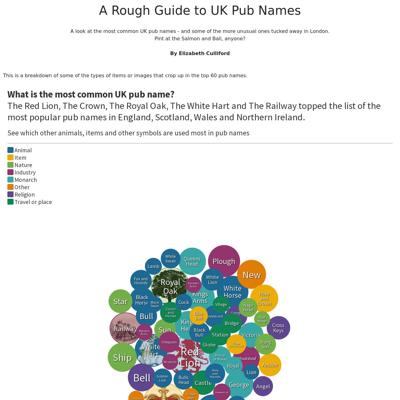 A Rough Guide to UK Pub Names
A look at the most common UK pub names - and some of the more unusual ones tucked away in London.
Pint at the Salmon and Ball, anyone?
By Elizabeth Culliford
This is a breakdown of some of the types of items or images that crop up in the top 60 pub names.
What is the most common UK pub name?
The Red Lion, The Crown, The Royal Oak, The White Hart and The Railway topped the list of the
most popular pub names in England, Scotland, Wales and Northern Ireland.
See which other animals, items and other symbols are used most in pub names
Animal
Item
Nature
Industry
Monarch
Other
Religion
Travel or place
Plough
Queens
Head
Lamb
New
Royal
Oak
White
Horse
Black
Horse
Kings
Arms
Star
Cock
Bull
Bridge
Cross
Keys
Railway
Sun
Black
Bull
Station
Victoria
Globe
Ship
White
Red
Lion
Royal
Lion
Bell
Castle
George
Angel